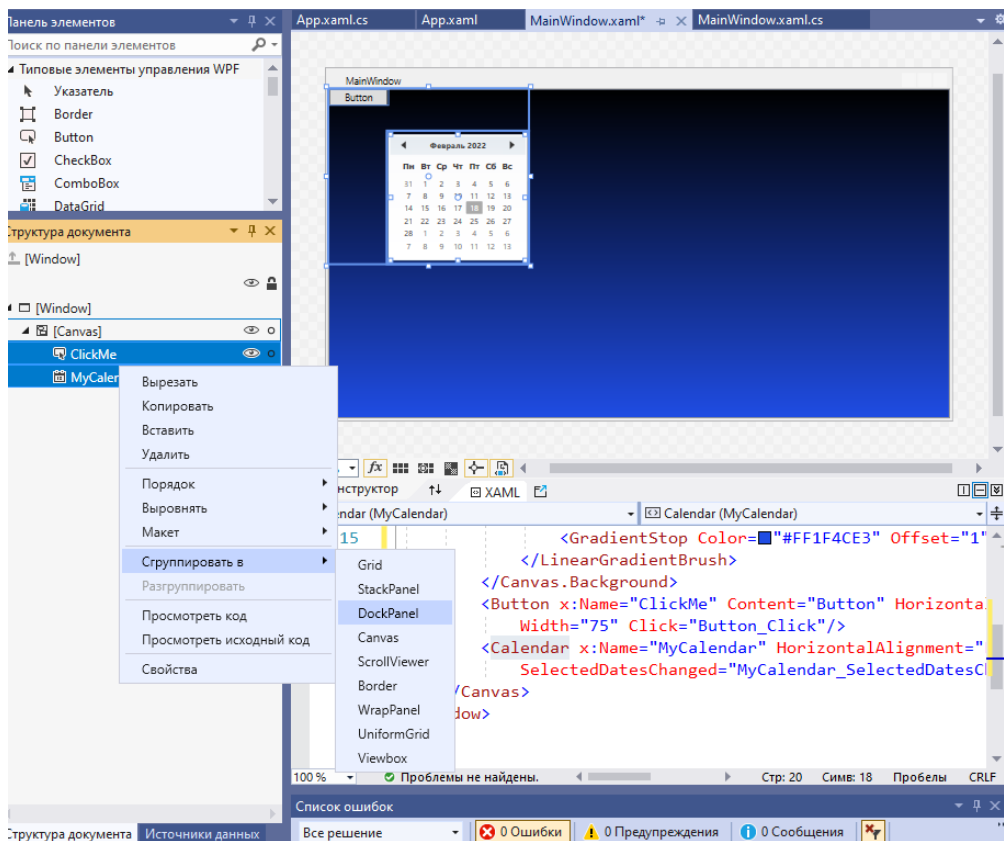 Панель элементов
App.xaml.cs App.xaml MainWindow.xaml* MainWindow.xaml.cs
Поиск по панели элементов
Типовые элементы управления WPF
Указатель
Border
Button
CheckBox
ComboBox
DataGrid
MainWindow
Button
Февраль 2022
Пн Вт Ср Чт Пт Сб Вс
31 1 2 3 4 5 6
7 8 9 11 12 13
14 15 16 17 18 19 20
21 22 23 24 25 26 27
28 1 2 3 4 5 6
7 8 9 10 11 12 13
Структура документа
[Window]
[Window]
[Canvas]
ClickMe
MyCaler
Вырезать
Копировать
Вставить
Удалить
Порядок
Выровнять
Макет
Сгруппировать в
Разгруппировать
Просмотреть код
Просмотреть исходный код
Свойства
Grid
StackPanel
DockPanel
Canvas
ScrollViewer
Border
WrapPanel
UniformGrid
Viewbox
fx
нструктор XAML
endar (MyCalendar) Calendar (MyCalendar)
15 <GradientStop Color="#FF1F4CE3" Offset="1"
</LinearGradientBrush>
</Canvas.Background>
<Button x:Name="ClickMe" Content="Button" Horizonta
Width="75" Click="Button_Click"/>
<Calendar x:Name="MyCalendar" HorizontalAlignment="
SelectedDatesChanged="MyCalendar_SelectedDatesCh
/Canvas>
dow>
100 % Проблемы не найдены. Стр: 20 Симв: 18 Пробелы CRLF
Список ошибок
Структура документа Источники данных
Все решение 0 Ошибки 0 Предупреждения 0 Сообщения